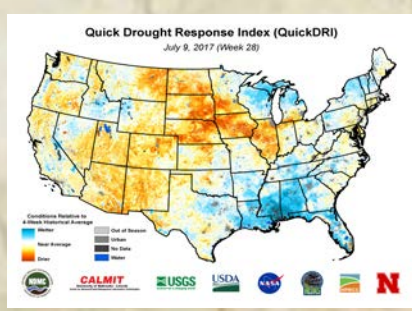 Quick Drought Response Index (QuickDRI)
July 9, 2017 (Week 28)
Conditions Relative to
4-Week Historical Average
Wetter
Near Average
Drier
Out of Season
Urban
No Data
Water
NDMC
CALMIT
USGS
USDA
NASA
N